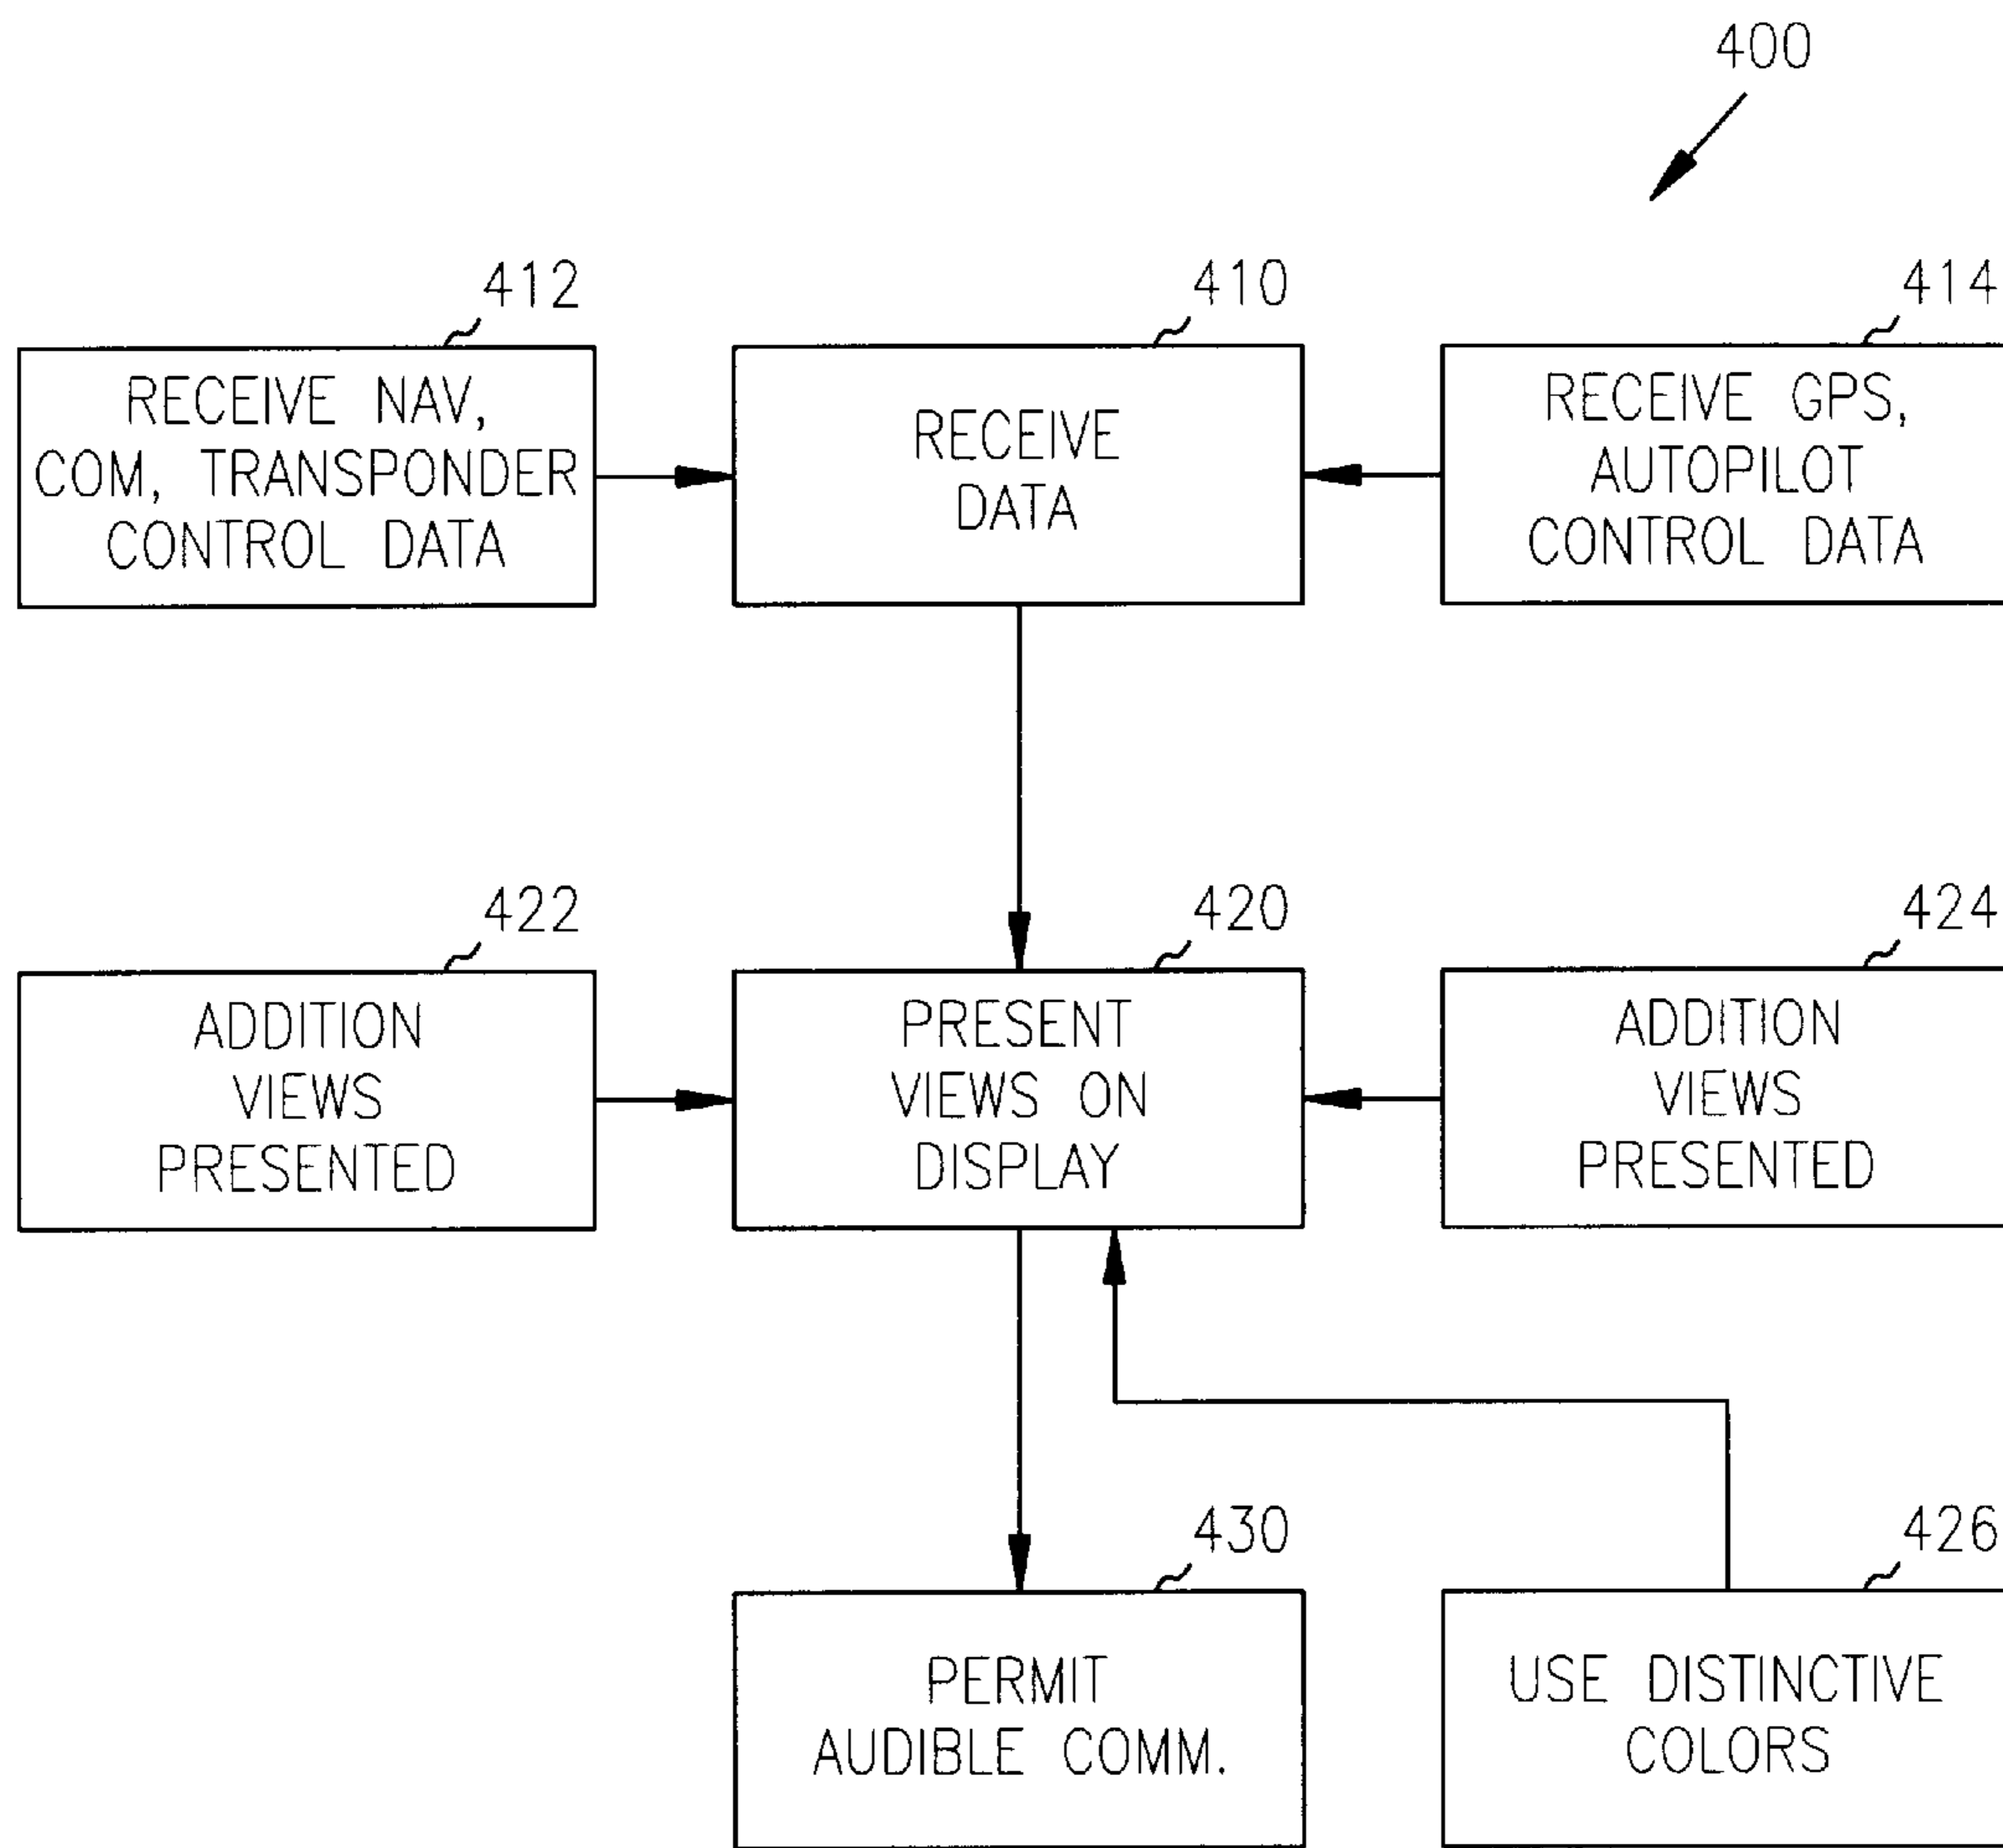 400
412
RECEIVE NAV,
COM, TRANSPONDER
CONTROL DATA
410
RECEIVE
DATA
414
RECEIVE GPS,
AUTOPILOT
CONTROL DATA
422
ADDITION
VIEWS
PRESENTED
420
PRESENT
VIEWS ON
DISPLAY
424
ADDITION
VIEWS
PRESENTED
430
PERMIT
AUDIBLE COMM.
426
USE DISTINCTIVE
COLORS